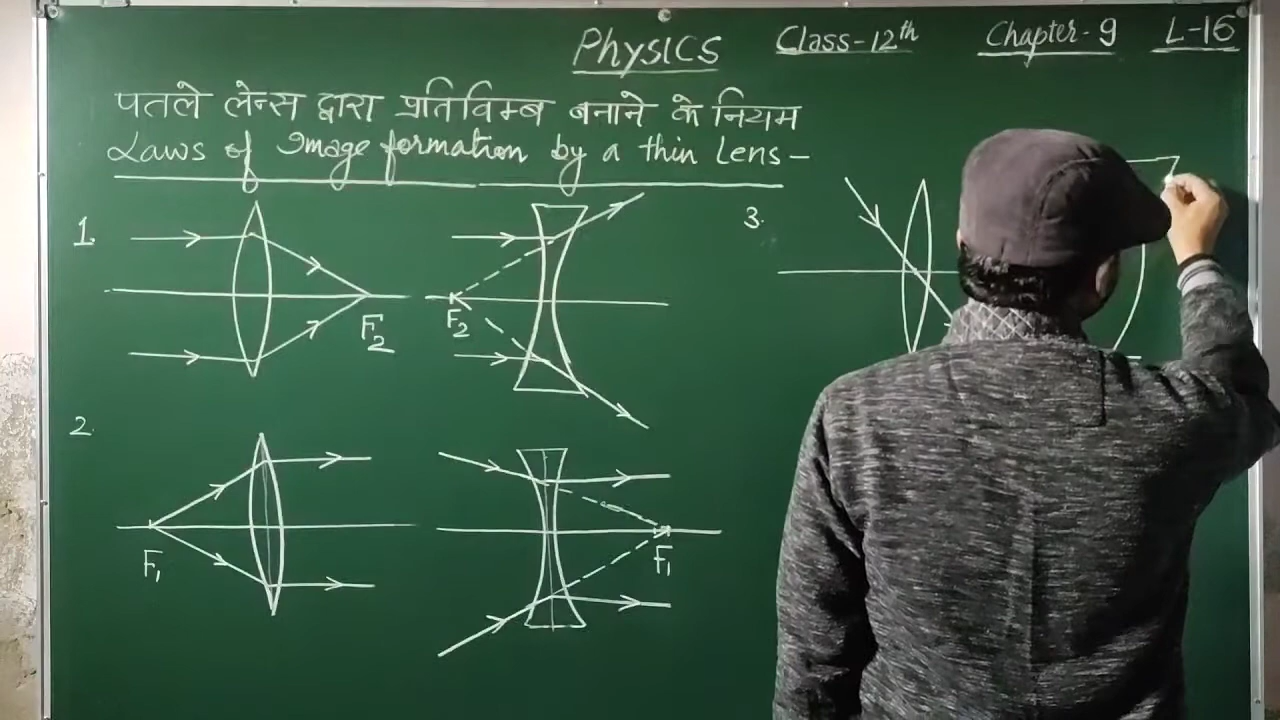 Physics Class-12th Chapter-9 L-16
पतले लेन्स द्वारा प्रतिविम्ब बनाने के नियम
Laws of Image formation by a thin Lens-
1.
F2
F2
3.
2.
F1
F1